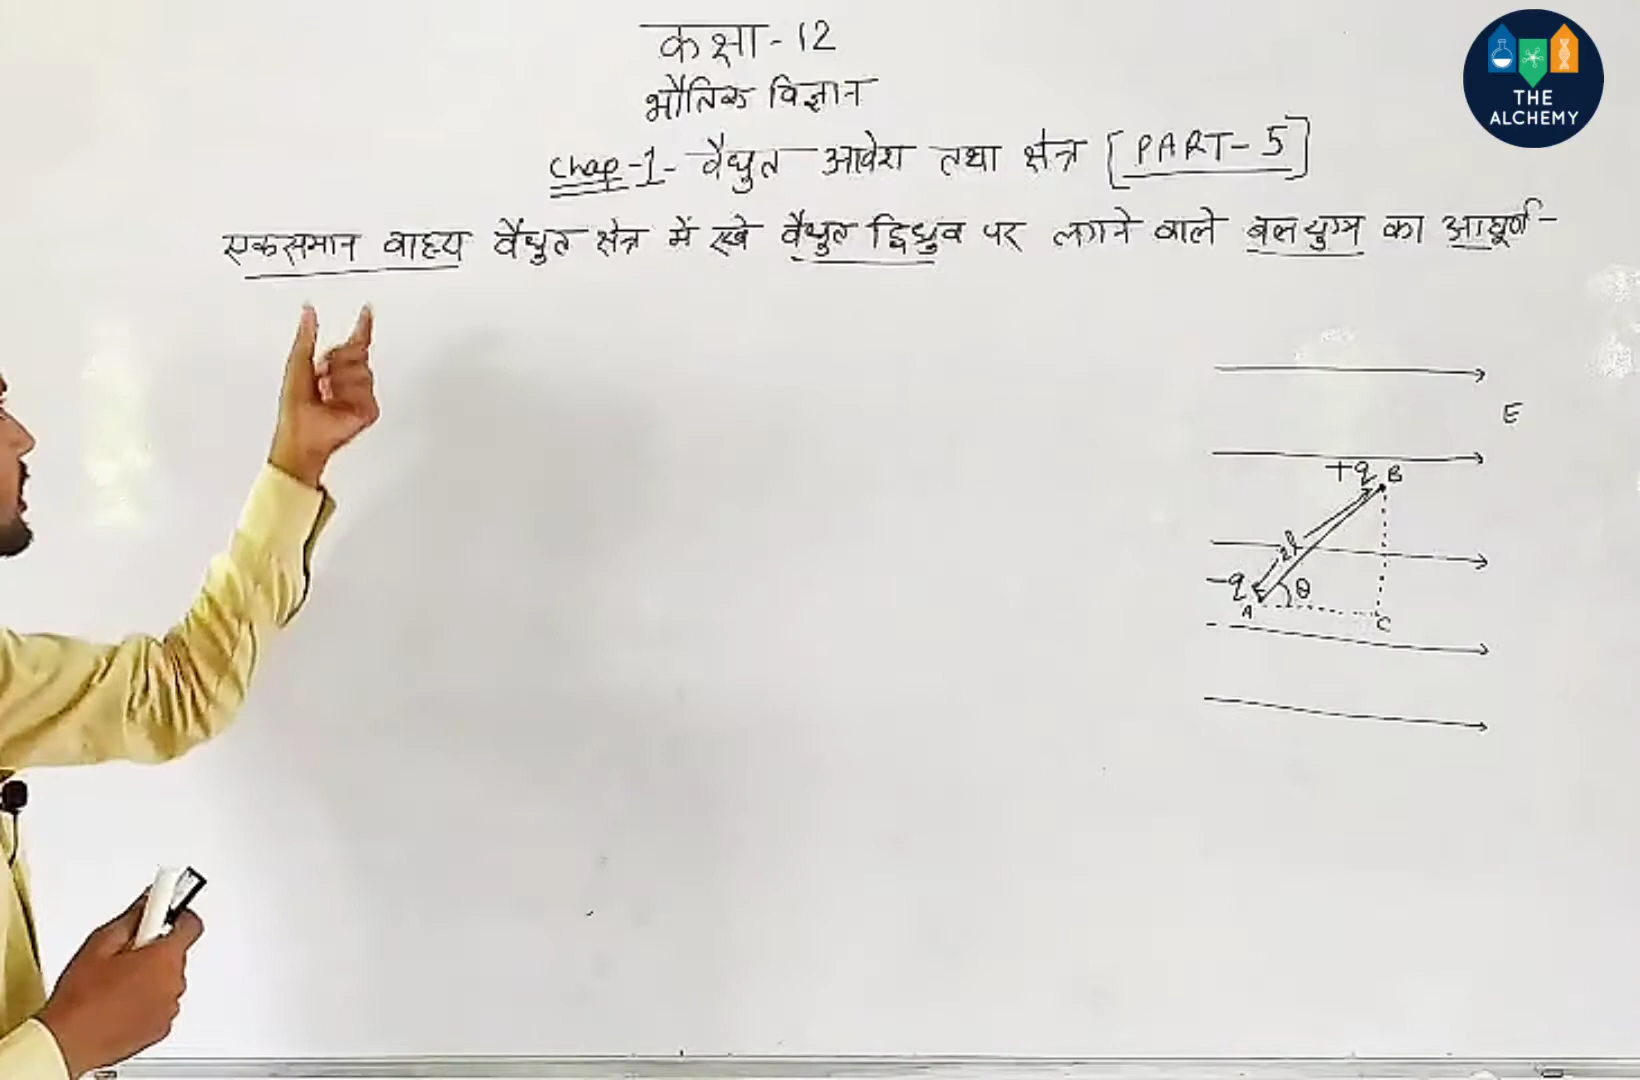 कक्षा - 12
भौतिक विज्ञान
Chap-1- वैद्युत आवेश तथा क्षेत्र [PART-5]
एकसमान वाह्य वैद्युत क्षेत्र में रखे वैद्युत द्विध्रुव पर लगने वाले बलयुग्म का आघूर्ण-
THE
ALCHEMY
E
+q B
2l
-q θ
A C